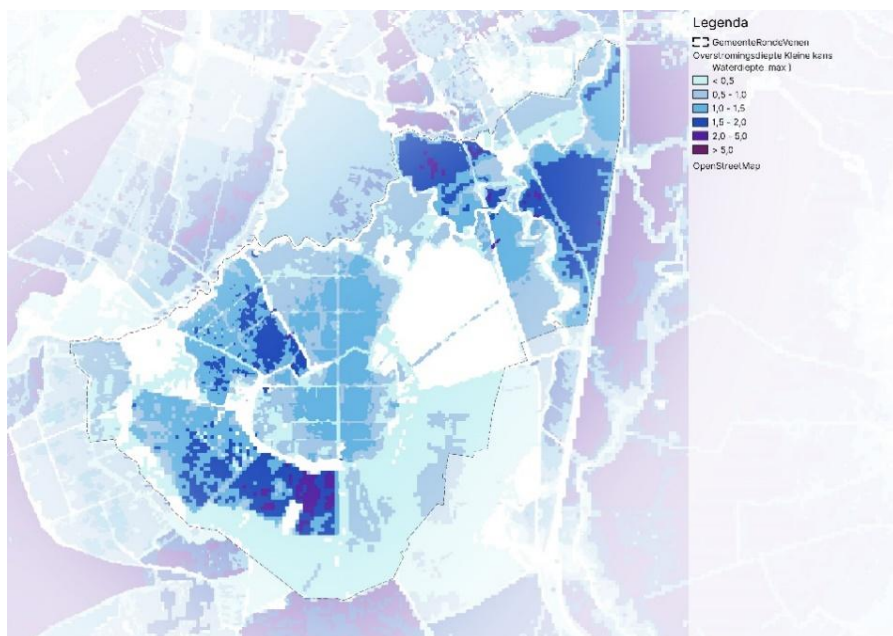 Legenda
GemeenteRondeVenen
Overstromingsdiepte Kleine kans
Waterdiepte max )
< 0,5
0,5 - 1,0
1,0 - 1,5
1,5 - 2,0
2,0 - 5,0
> 5,0
OpenStreetMap